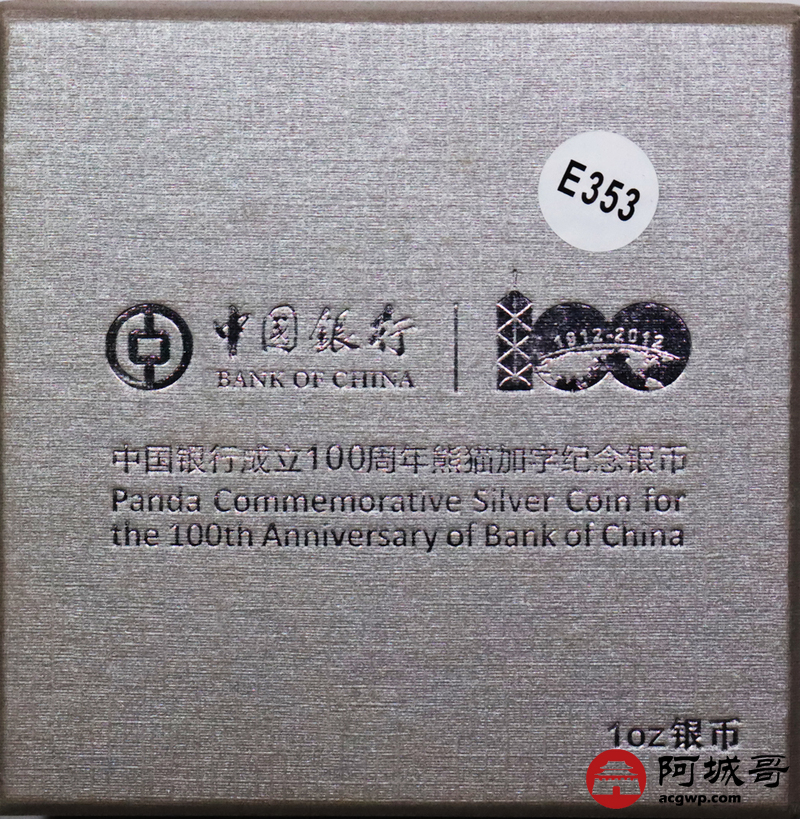 E353
中国銀行
BANK OF CHINA
100
1912-2012
中国银行成立100周年熊猫加字纪念银币
Panda Commemorative Silver Coin for
the 100th Anniversary of Bank of China
1oz银币
阿城哥
acgwp.com